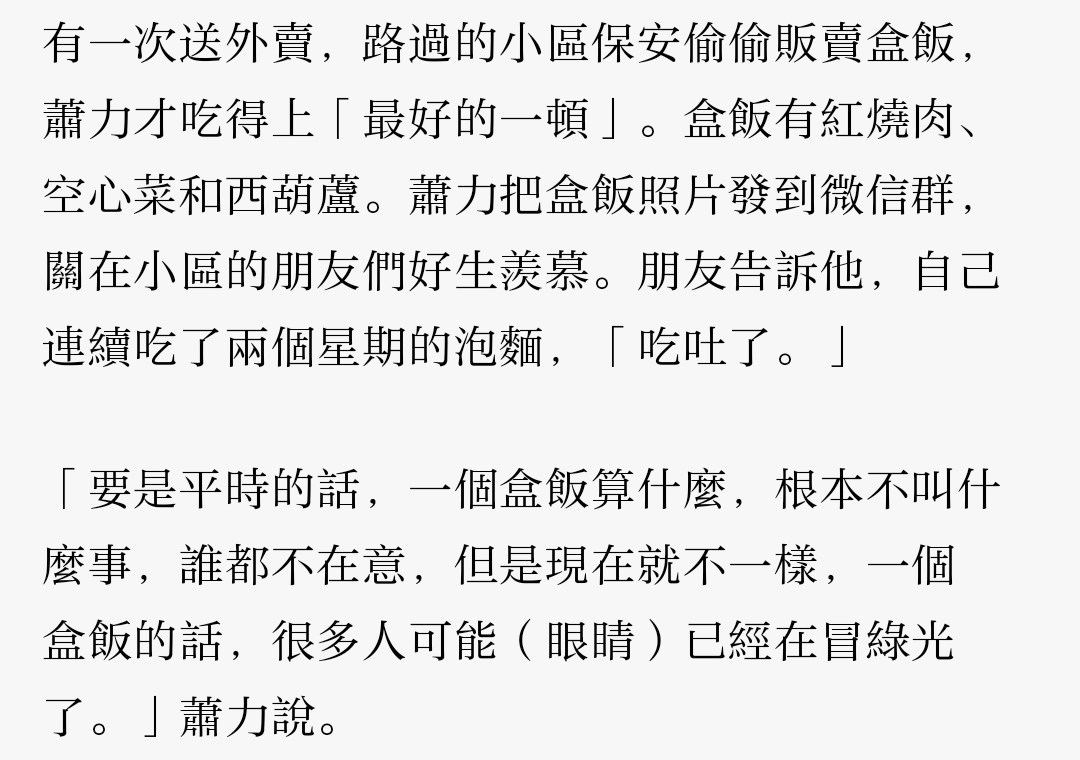 有一次送外賣，路過的小區保安偷偷販賣盒飯，
蕭力才吃得上「最好的一頓」。盒飯有紅燒肉、
空心菜和西葫蘆。蕭力把盒飯照片發到微信群，
關在小區的朋友們好生羨慕。朋友告訴他，自己
連續吃了兩個星期的泡麵，「吃吐了。」
「要是平時的話，一個盒飯算什麼，根本不叫什
麼事，誰都不在意，但是現在就不一樣，一個
盒飯的話，很多人可能（眼睛）已經在冒綠光
了。」蕭力說。